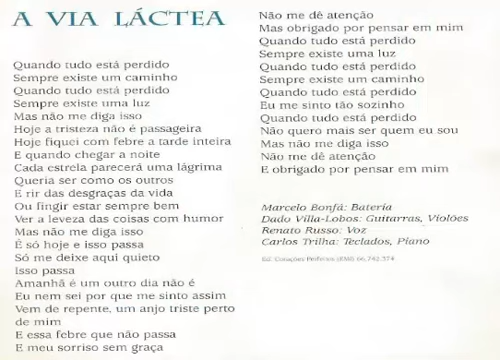 A VIA LÁCTEA
Quando tudo está perdido
Sempre existe um caminho
Quando tudo está perdido
Sempre existe uma luz
Mas não me diga isso
Hoje a tristeza não é passageira
Hoje fiquei com febre a tarde inteira
E quando chegar a noite
Cada estrela parecerá uma lágrima
Queria ser como os outros
E rir das desgraças da vida
Ou fingir estar sempre bem
Ver a leveza das coisas com humor
Mas não me diga isso
É só hoje e isso passa
Só me deixe aqui quieto
Isso passa
Amanhã é um outro dia não é
Eu nem sei por que me sinto assim
Vem de repente, um anjo triste perto
de mim
E essa febre que não passa
E meu sorriso sem graça
Não me dê atenção
Mas obrigado por pensar em mim
Quando tudo está perdido
Sempre existe uma luz
Quando tudo está perdido
Sempre existe um caminho
Quando tudo está perdido
Eu me sinto tão sozinho
Quando tudo está perdido
Não quero mais ser quem eu sou
Mas não me diga isso
Não me dê atenção
E obrigado por pensar em mim
Marcelo Bonfá: Bateria
Dado Villa-Lobos: Guitarras, Violões
Renato Russo: Voz
Carlos Trilha: Teclados, Piano
Ed. Corações Perfeitos (EMI) 66.742.374